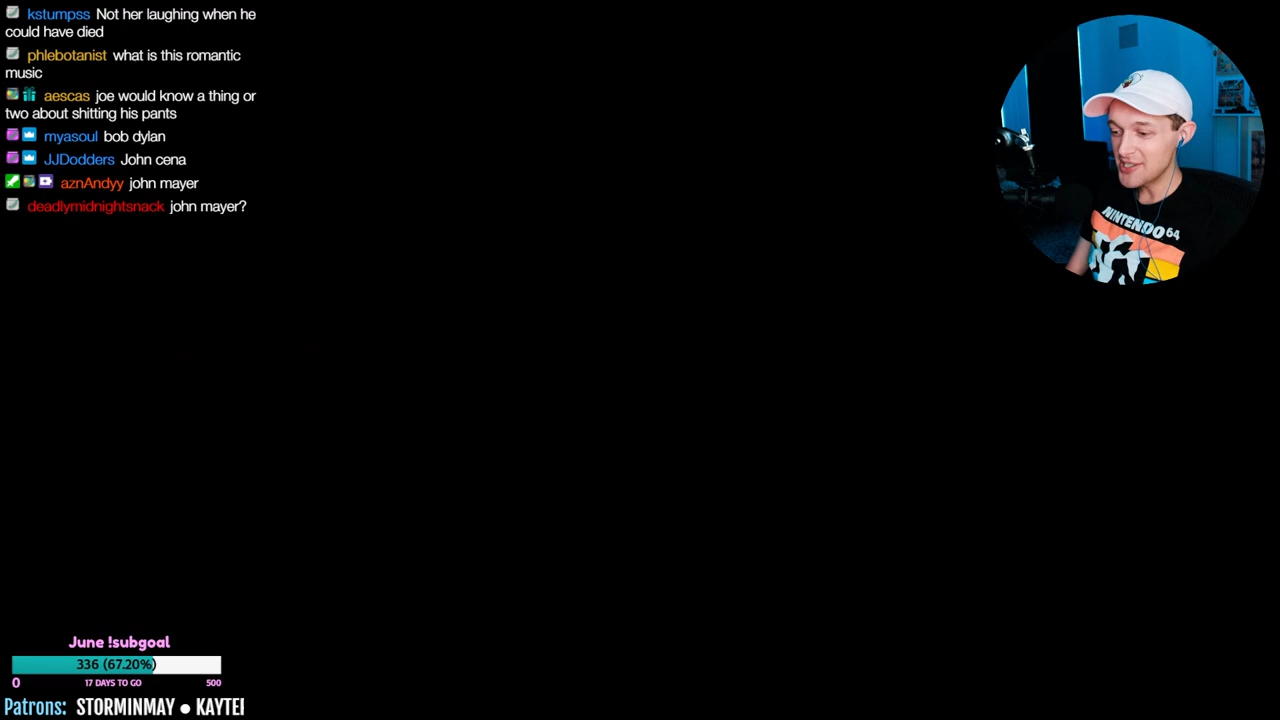 kstumpss Not her laughing when he
could have died
phlebotanist what is this romantic
music
aescas joe would know a thing or
two about shitting his pants
myasoul bob dylan
JJDodders John cena
aznAndyy john mayer
deadlymidnightsnack john mayer?
NINTENDO 64
June !subgoal
336 (67.20%)
0 17 DAYS TO GO 500
Patrons: STORMINMAY ● KAYTEI